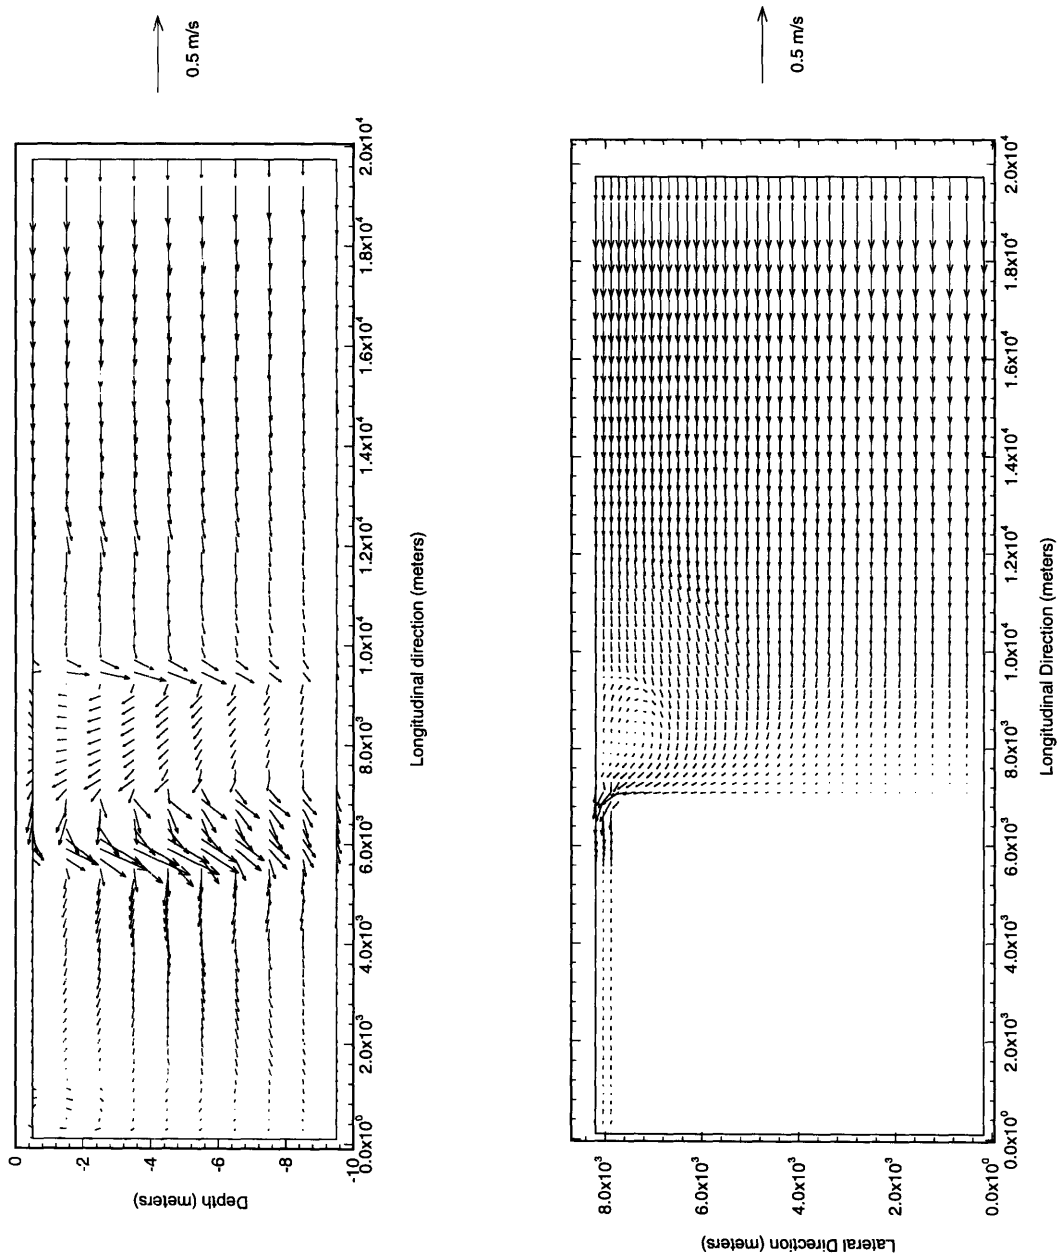 0.5 m/s
0
-2
-4
-6
-8
-10
Depth (meters)
0.0x10⁰
2.0x10³
4.0x10³
6.0x10³
8.0x10³
1.0x10⁴
1.2x10⁴
1.4x10⁴
1.6x10⁴
1.8x10⁴
2.0x10⁴
Longitudinal direction (meters)
0.5 m/s
8.0x10³
6.0x10³
4.0x10³
2.0x10³
0.0x10⁰
Lateral Direction (meters)
0.0x10⁰
2.0x10³
4.0x10³
6.0x10³
8.0x10³
1.0x10⁴
1.2x10⁴
1.4x10⁴
1.6x10⁴
1.8x10⁴
2.0x10⁴
Longitudinal Direction (meters)